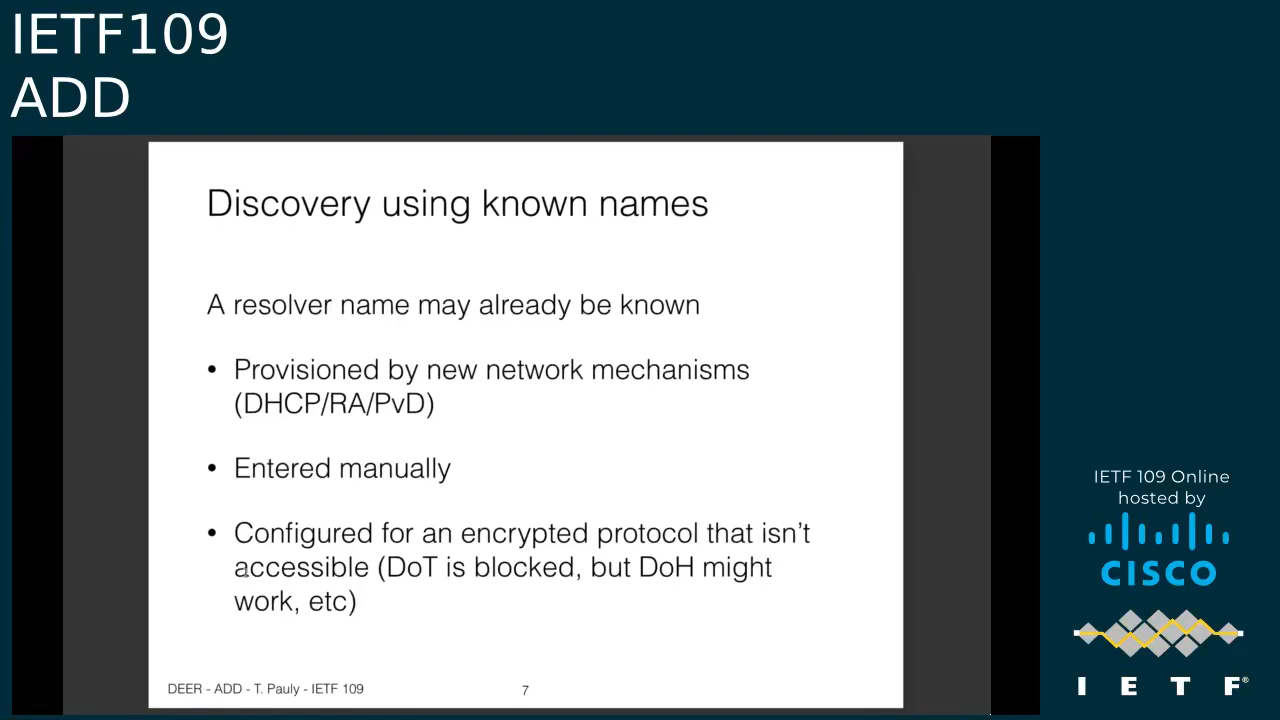 IETF109
ADD
Discovery using known names
A resolver name may already be known
• Provisioned by new network mechanisms
(DHCP/RA/PvD)
• Entered manually
• Configured for an encrypted protocol that isn’t
accessible (DoT is blocked, but DoH might
work, etc)
DEER - ADD - T. Pauly - IETF 109
7
IETF 109 Online
hosted by
CISCO
I E T F®